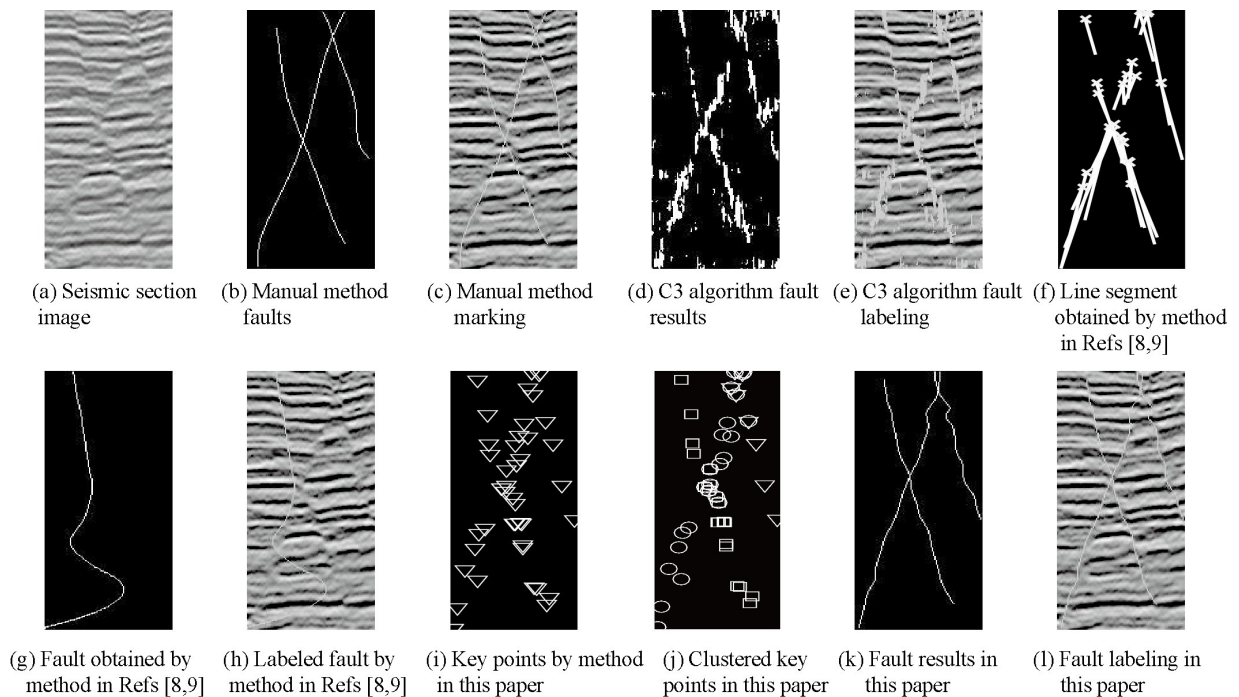 (a) Seismic section
image
(b) Manual method
faults
(c) Manual method
marking
(d) C3 algorithm fault
results
(e) C3 algorithm fault
labeling
(f) Line segment
obtained by method
in Refs [8,9]
(g) Fault obtained by
method in Refs [8,9]
(h) Labeled fault by
method in Refs [8,9]
(i) Key points by method
in this paper
(j) Clustered key
points in this paper
(k) Fault results in
this paper
(l) Fault labeling in
this paper